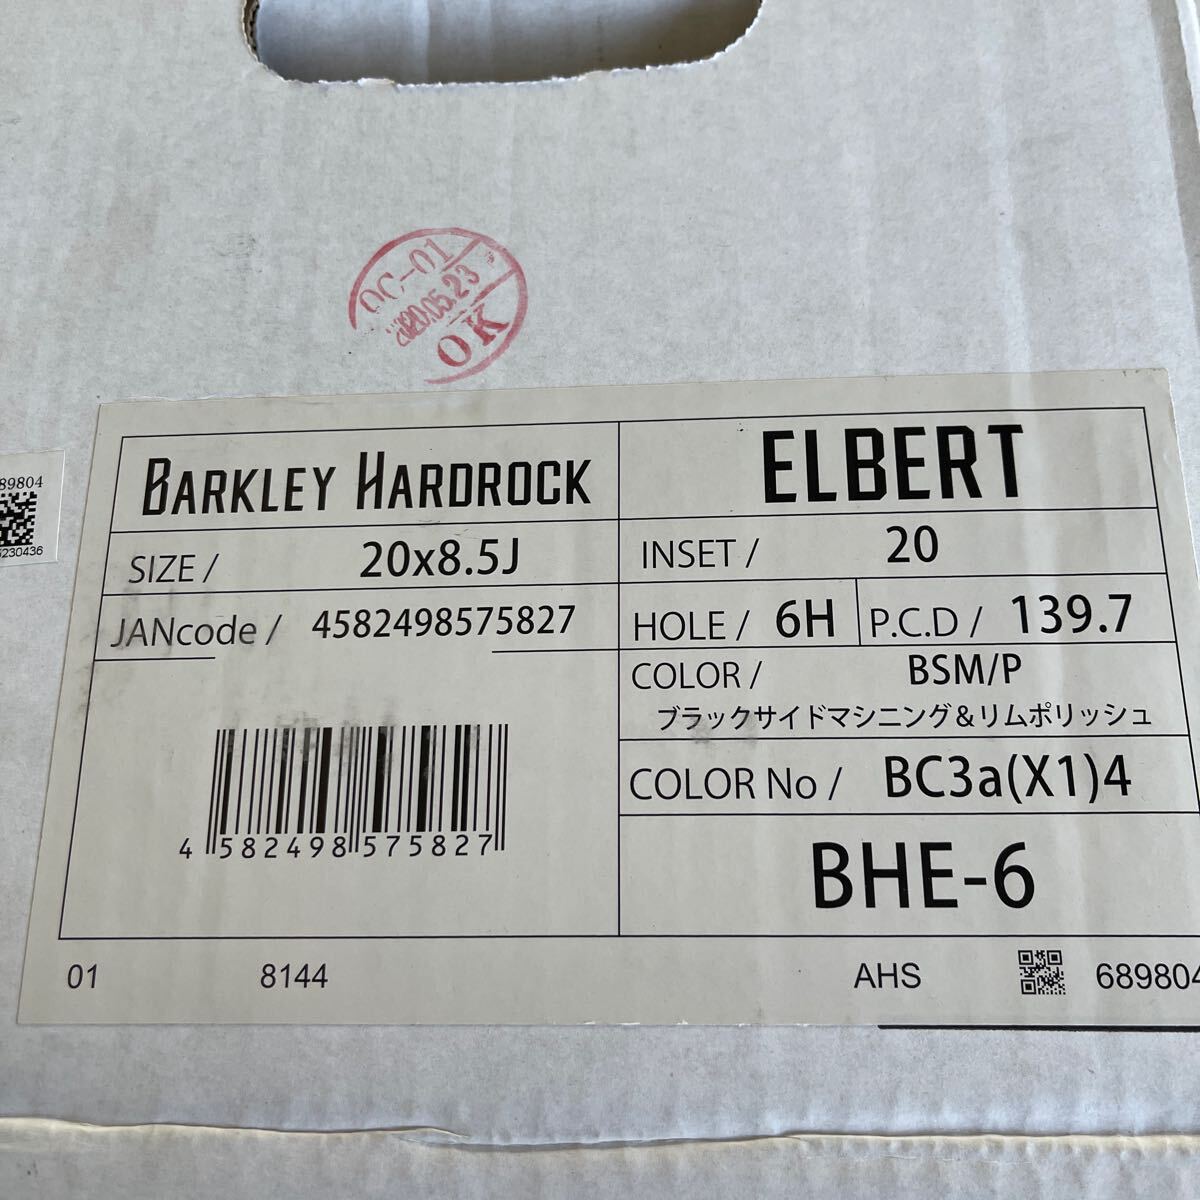 QC-01
2020.05.23
OK
BARKLEY HARDROCK
ELBERT
SIZE / 20x8.5J
INSET / 20
JANcode / 4582498575827
HOLE / 6H
P.C.D / 139.7
COLOR / BSM/P
ブラックサイドマシニング&リムポリッシュ
COLOR No / BC3a(X1)4
4 582498 575827
BHE-6
01 8144 AHS 689804
89804
5230436